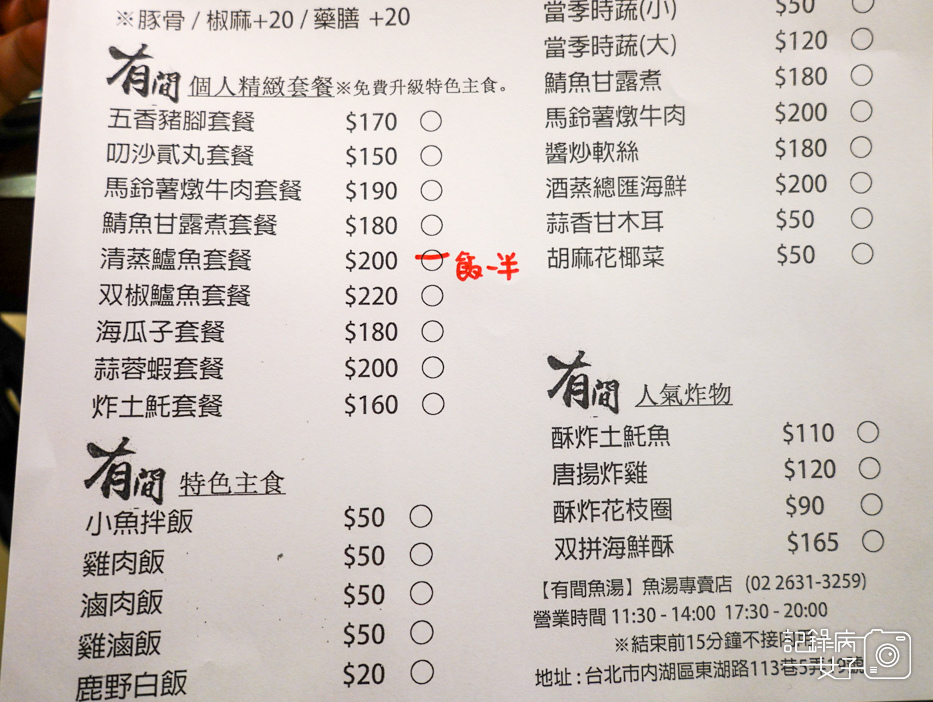 ※豚骨 / 椒麻+20 / 藥膳 +20
有間 個人精緻套餐※免費升級特色主食。
五香豬腳套餐 $170 ○
叨沙貳丸套餐 $150 ○
馬鈴薯燉牛肉套餐 $190 ○
鯖魚甘露煮套餐 $180 ○
清蒸鱸魚套餐 $200 ○ 一 飯一半
双椒鱸魚套餐 $220 ○
海瓜子套餐 $180 ○
蒜蓉蝦套餐 $200 ○
炸土魠套餐 $160 ○
有間 特色主食
小魚拌飯 $50 ○
雞肉飯 $50 ○
滷肉飯 $50 ○
雞滷飯 $50 ○
鹿野白飯 $20 ○
當季時蔬(小) $50 ○
當季時蔬(大) $120 ○
鯖魚甘露煮 $180 ○
馬鈴薯燉牛肉 $200 ○
醬炒軟絲 $180 ○
酒蒸總匯海鮮 $200 ○
蒜香甘木耳 $50 ○
胡麻花椰菜 $50 ○
有間 人氣炸物
酥炸土魠魚 $110 ○
唐揚炸雞 $120 ○
酥炸花枝圈 $90 ○
双拼海鮮酥 $165 ○
【有間魚湯】魚湯專賣店 (02 2631-3259)
營業時間 11:30 - 14:00 17:30 - 20:00
※結束前15分鐘不接
地址 : 台北市內湖區東湖路113巷5弄
記錄病
女子